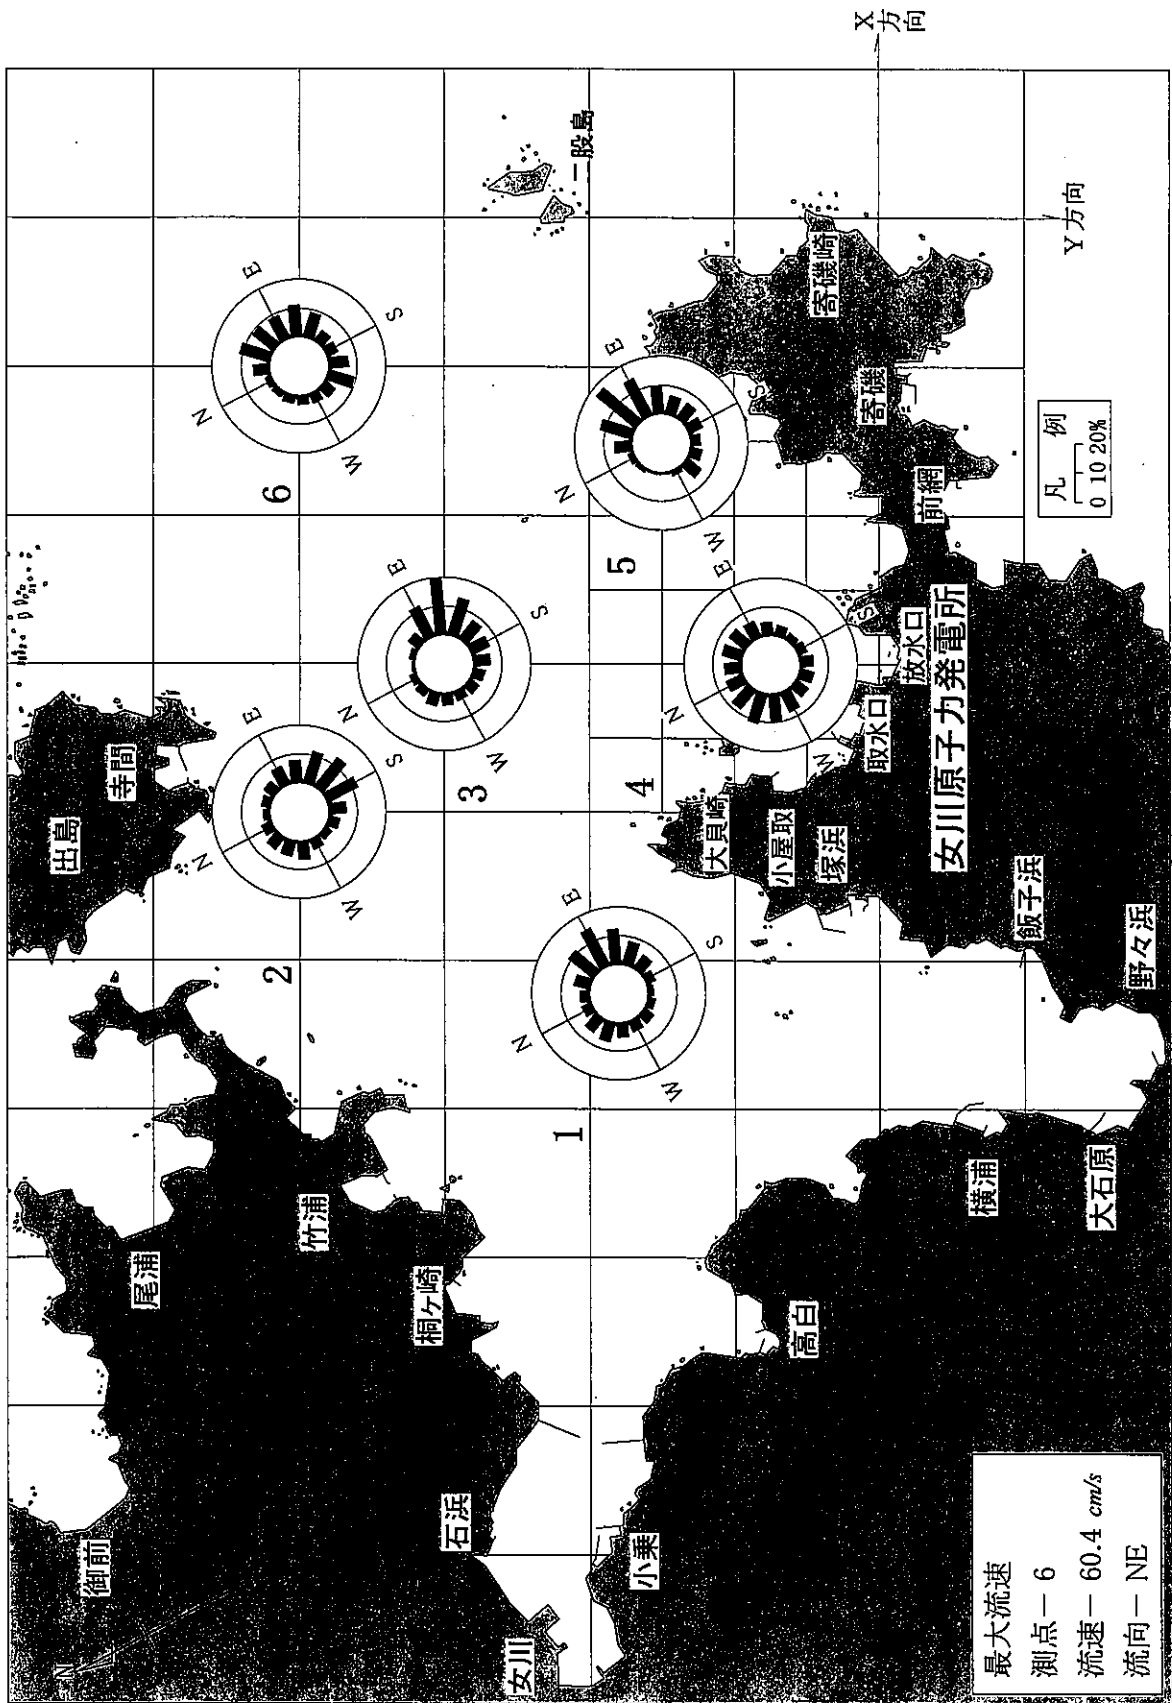 X方向
Y方向
二股島
寄磯崎
寄磯
前網
凡 例
0 10 20%
E
N
S
W
6
E
N
S
W
5
E
N
S
W
3
E
N
S
W
4
E
N
S
W
2
E
N
S
W
1
出島
寺間
大貝崎
小屋取
塚浜
取水口
放水口
女川原子力発電所
飯子浜
野々浜
尾浦
竹浦
桐ヶ崎
横浦
大石原
高白
御前
石浜
小乗
女川
N
最大流速
測点－6
流速－60.4 cm/s
流向－NE